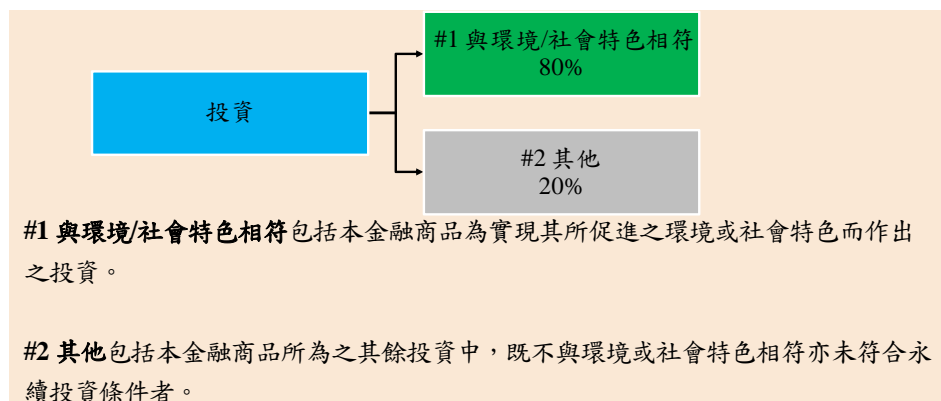 #1 與環境/社會特色相符
80%
投資
#2 其他
20%
#1 與環境/社會特色相符包括本金融商品為實現其所促進之環境或社會特色而作出
之投資。
#2 其他包括本金融商品所為之其餘投資中，既不與環境或社會特色相符亦未符合永
續投資條件者。